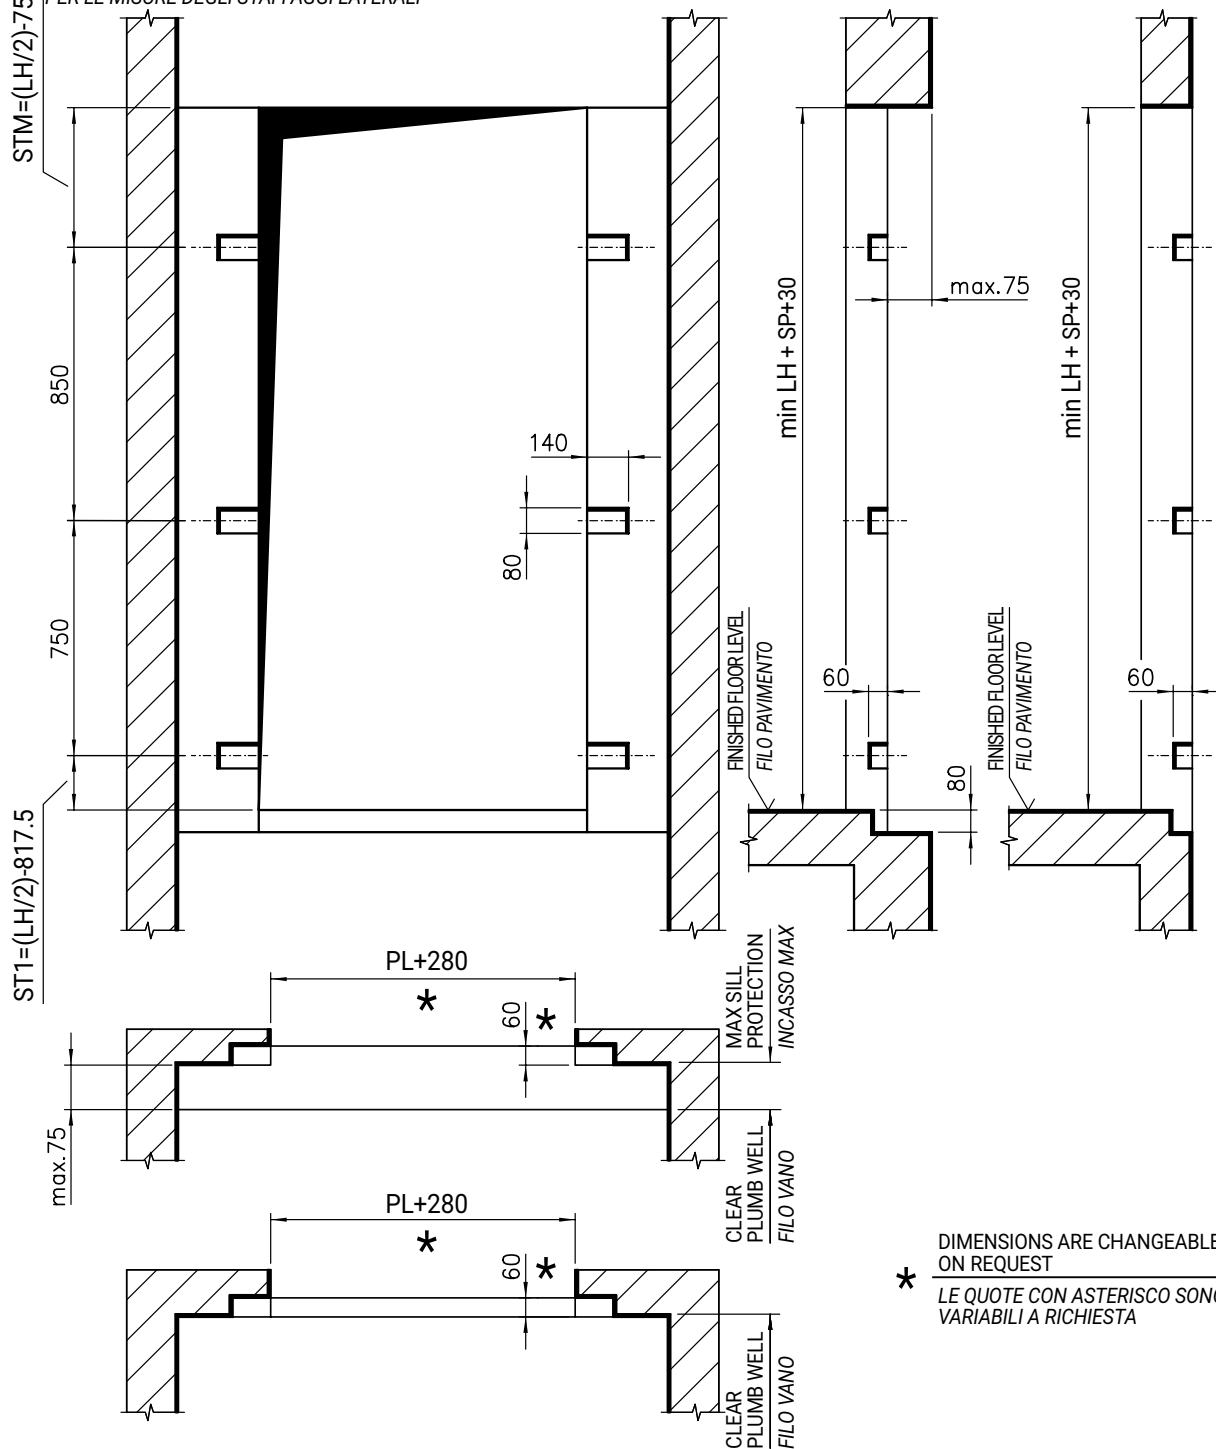 PER LE MISURE DEGLI STAFFAGGI LATERALI
STM=(LH/2)-75
850
750
ST1=(LH/2)-817.5
140
80
min LH + SP+30
max.75
60
80
FINISHED FLOOR LEVEL
FILO PAVIMENTO
min LH + SP+30
60
FINISHED FLOOR LEVEL
FILO PAVIMENTO
PL+280
*
60
*
max.75
MAX SILL
PROTECTION
INCASSO MAX
CLEAR
PLUMB WELL
FILO VANO
PL+280
*
60
*
CLEAR
PLUMB WELL
FILO VANO
*
DIMENSIONS ARE CHANGEABLE
ON REQUEST
LE QUOTE CON ASTERISCO SONO
VARIABILI A RICHIESTA